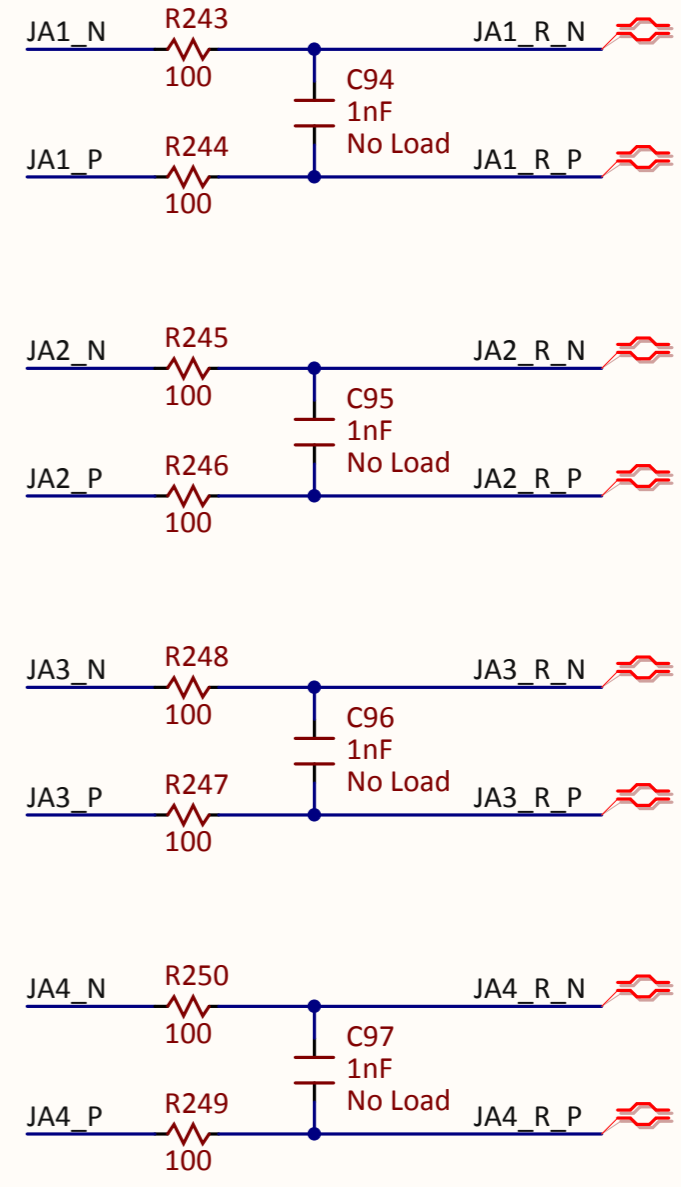 R243
JA1_N
JA1_R_N
100
C94
1nF
No Load
R244
JA1_P
JA1_R_P
100
R245
JA2_N
JA2_R_N
100
C95
1nF
No Load
R246
JA2_P
JA2_R_P
100
R248
JA3_N
JA3_R_N
100
C96
1nF
No Load
R247
JA3_P
JA3_R_P
100
R250
JA4_N
JA4_R_N
100
C97
1nF
No Load
R249
JA4_P
JA4_R_P
100